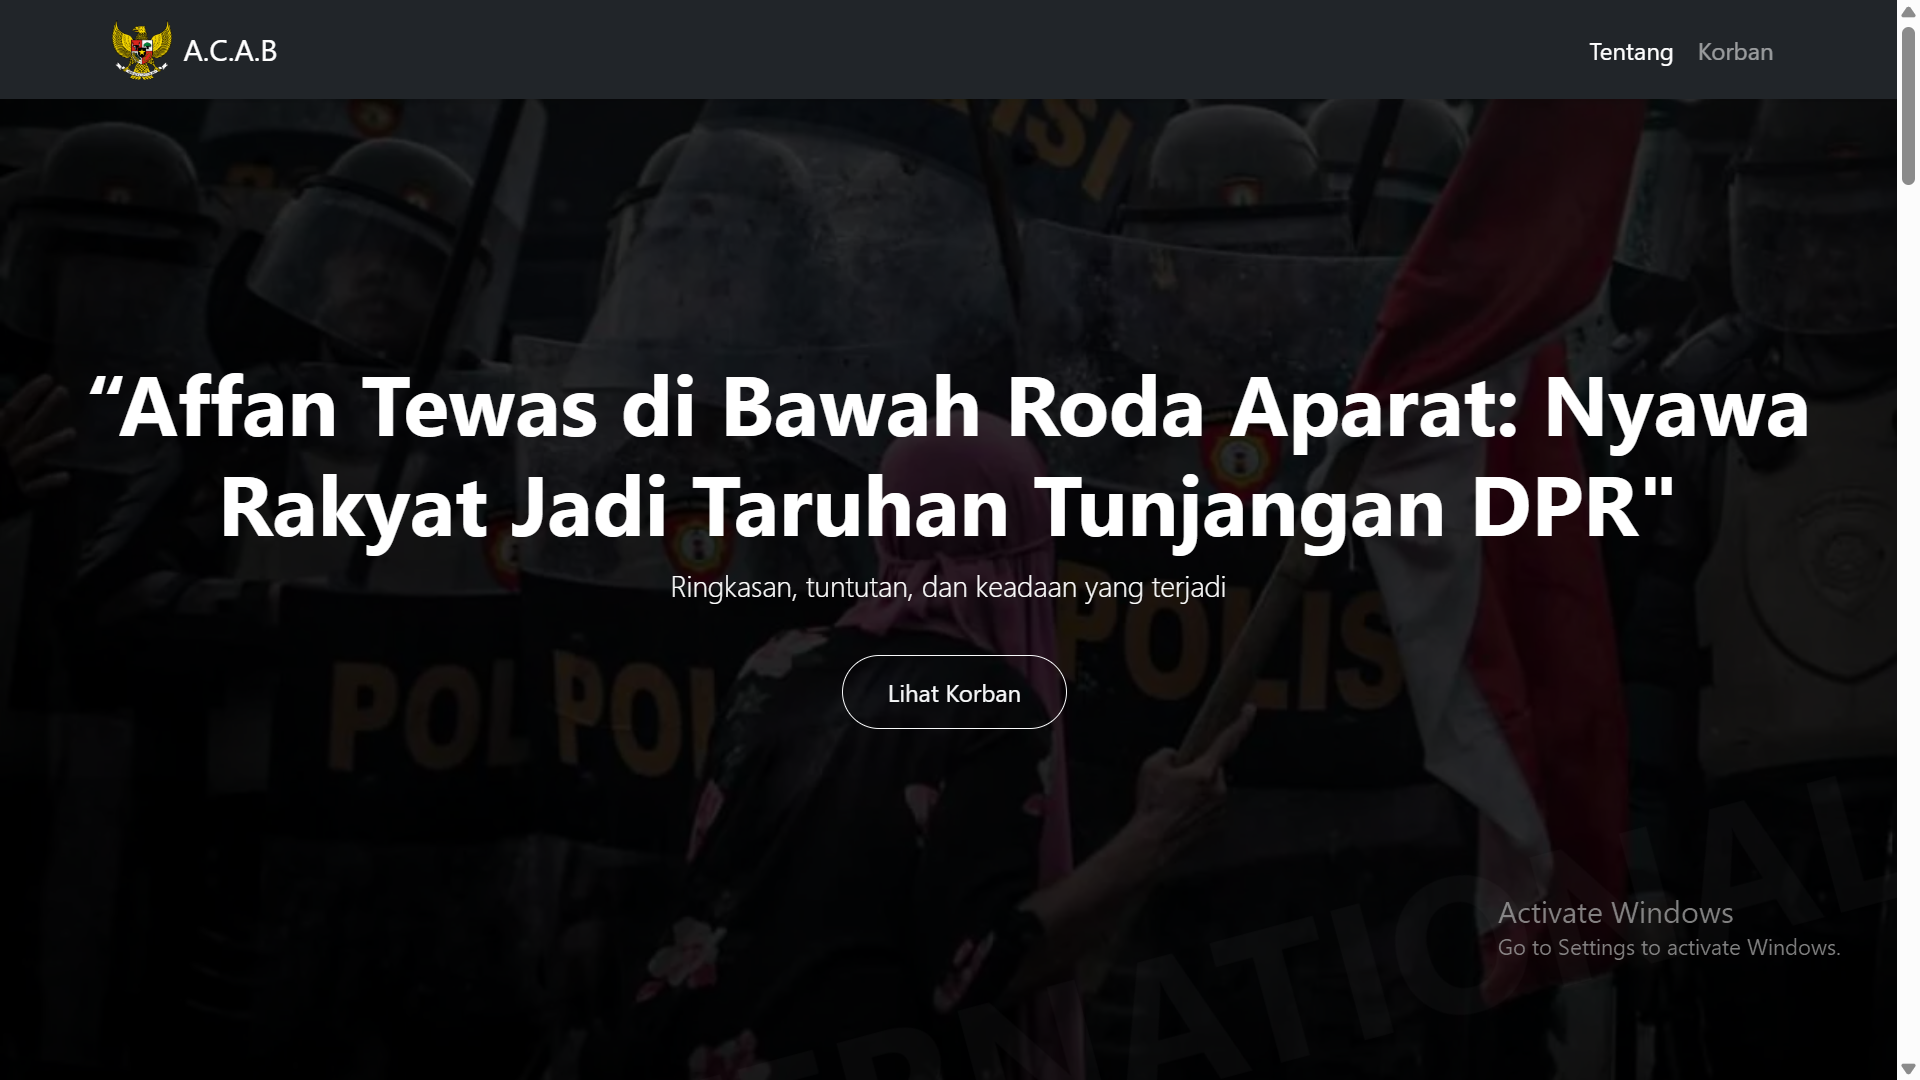 A.C.A.B
Tentang
Korban
“Affan Tewas di Bawah Roda Aparat: Nyawa
Rakyat Jadi Taruhan Tunjangan DPR"
Ringkasan, tuntutan, dan keadaan yang terjadi
Lihat Korban
POLISI
Activate Windows
Go to Settings to activate Windows.